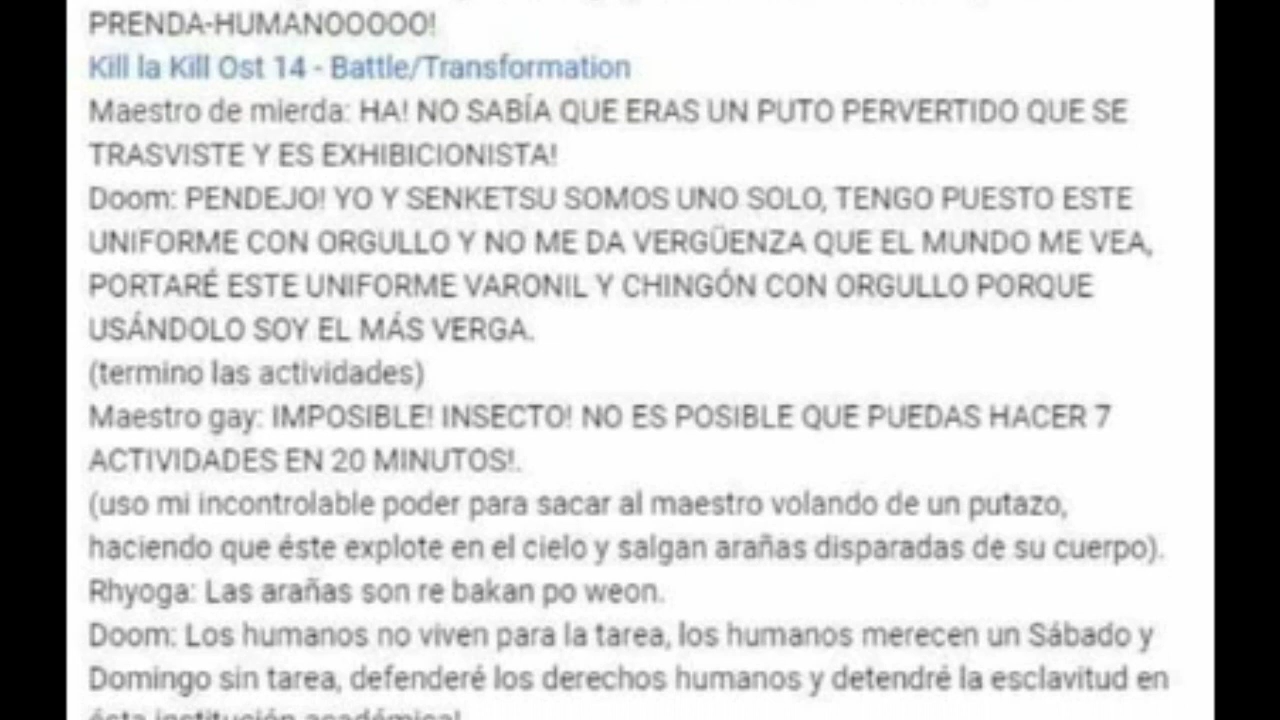 PRENDA-HUMANOOOOO!
Kill la Kill Ost 14 - Battle/Transformation
Maestro de mierda: HA! NO SABÍA QUE ERAS UN PUTO PERVERTIDO QUE SE
TRASVISTE Y ES EXHIBICIONISTA!
Doom: PENDEJO! YO Y SENKETSU SOMOS UNO SOLO, TENGO PUESTO ESTE
UNIFORME CON ORGULLO Y NO ME DA VERGÜENZA QUE EL MUNDO ME VEA,
PORTARÉ ESTE UNIFORME VARONIL Y CHINGÓN CON ORGULLO PORQUE
USÁNDOLO SOY EL MÁS VERGA.
(termino las actividades)
Maestro gay: IMPOSIBLE! INSECTO! NO ES POSIBLE QUE PUEDAS HACER 7
ACTIVIDADES EN 20 MINUTOS!.
(uso mi incontrolable poder para sacar al maestro volando de un putazo,
haciendo que éste explote en el cielo y salgan arañas disparadas de su cuerpo).
Rhyoga: Las arañas son re bakan po weon.
Doom: Los humanos no viven para la tarea, los humanos merecen un Sábado y
Domingo sin tarea, defenderé los derechos humanos y detendré la esclavitud en
ésta institución académica!